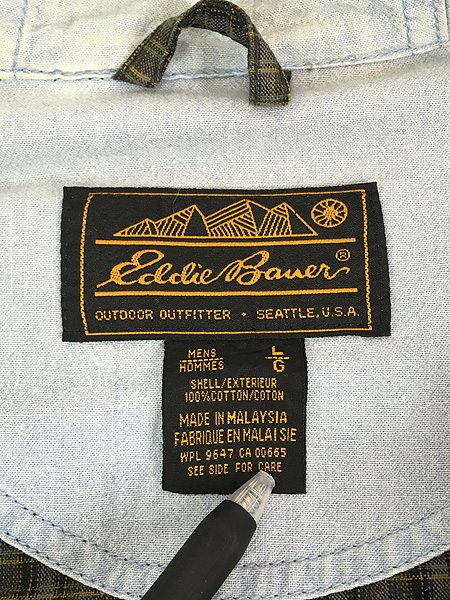 Eddie Bauer®
OUTDOOR OUTFITTER • SEATTLE, U.S.A.
MENS L
HOMMES G
SHELL/EXTERIEUR
100% COTTON/COTON
MADE IN MALAYSIA
FABRIQUE EN MALAISIE
WPL 9647 CA 00665
SEE SIDE FOR CARE